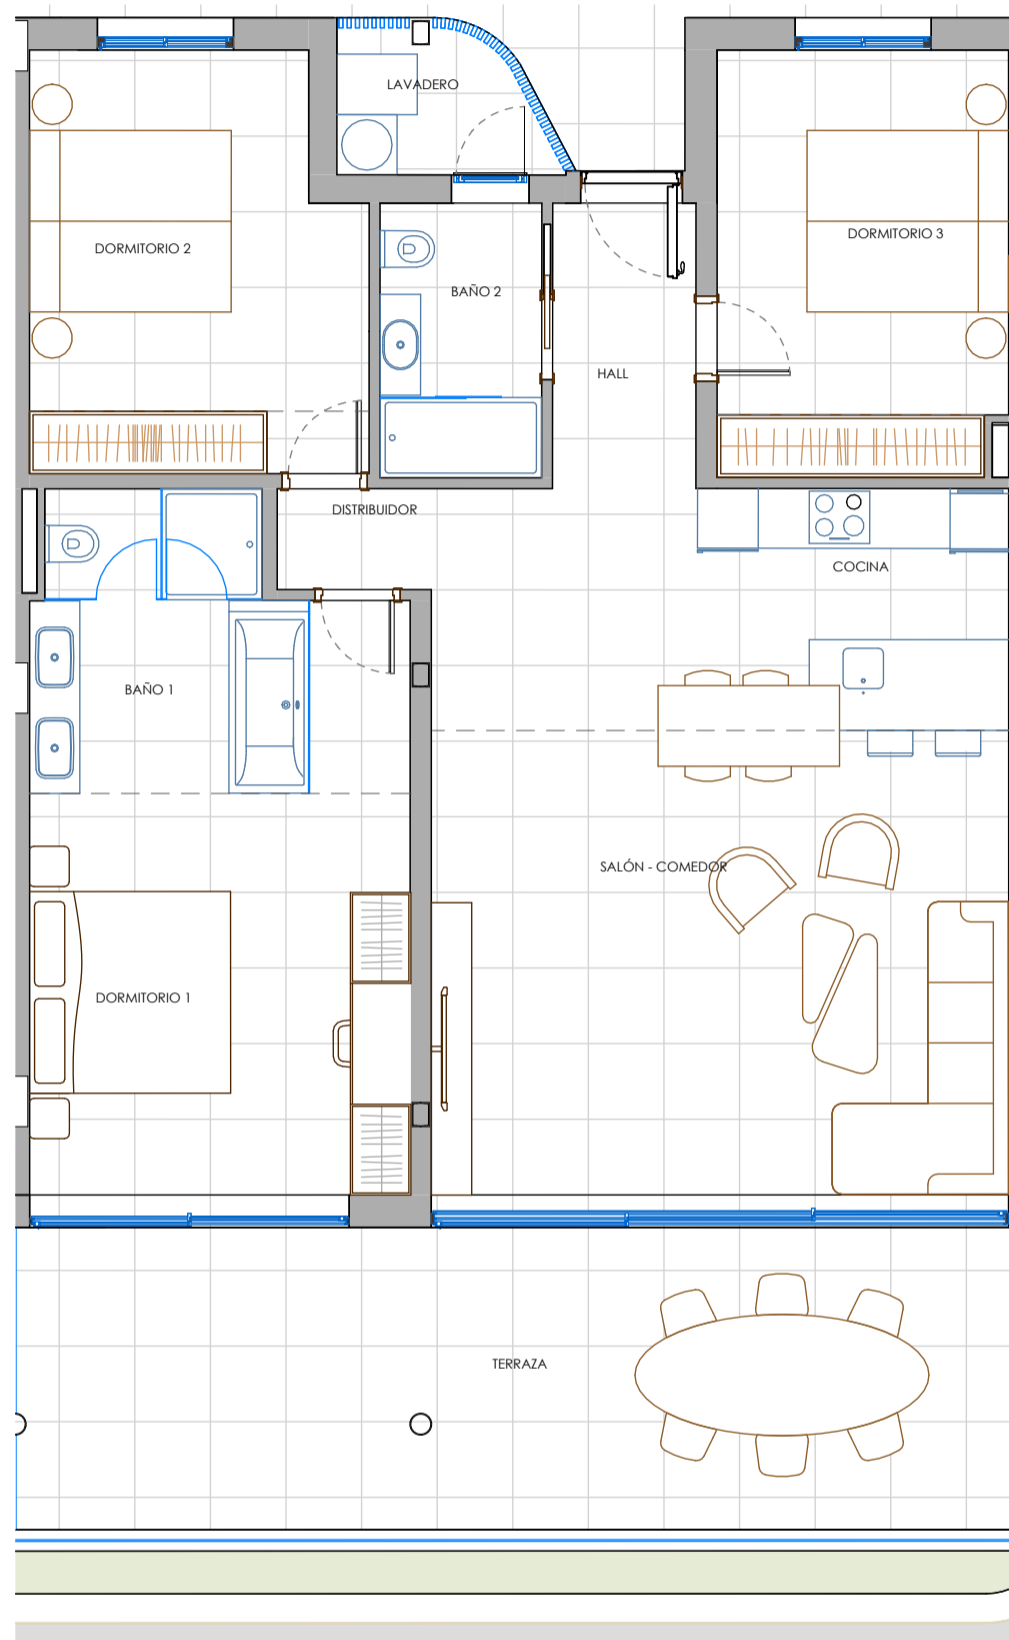 LAVADERO
DORMITORIO 2
DORMITORIO 3
BAÑO 2
HALL
DISTRIBUIDOR
COCINA
BAÑO 1
SALÓN - COMEDOR
DORMITORIO 1
TERRAZA